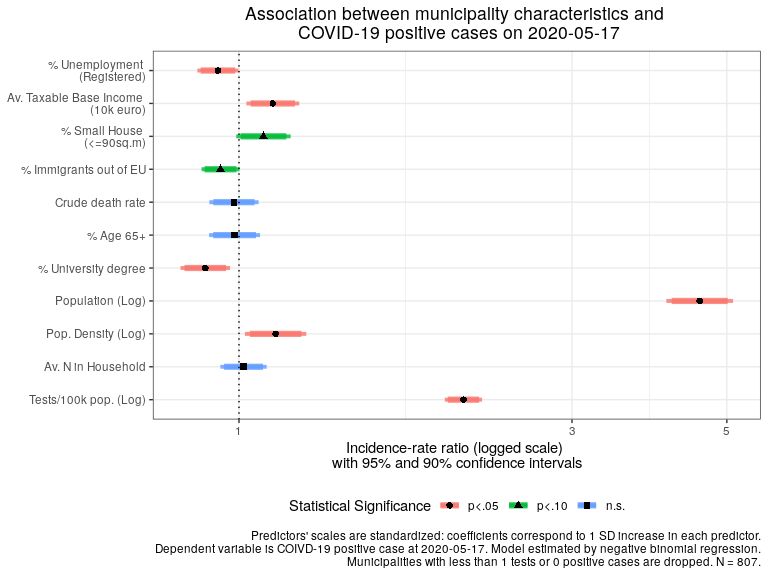 Association between municipality characteristics and
COVID-19 positive cases on 2020-05-17
% Unemployment
(Registered)
Av. Taxable Base Income
(10k euro)
% Small House
(<=90sq.m)
% Immigrants out of EU
Crude death rate
% Age 65+
% University degree
Population (Log)
Pop. Density (Log)
Av. N in Household
Tests/100k pop. (Log)
1 3 5
Incidence-rate ratio (logged scale)
with 95% and 90% confidence intervals
Statistical Significance p<.05 p<.10 n.s.
Predictors' scales are standardized: coefficients correspond to 1 SD increase in each predictor.
Dependent variable is COIVD-19 positive case at 2020-05-17. Model estimated by negative binomial regression.
Municipalities with less than 1 tests or 0 positive cases are dropped. N = 807.